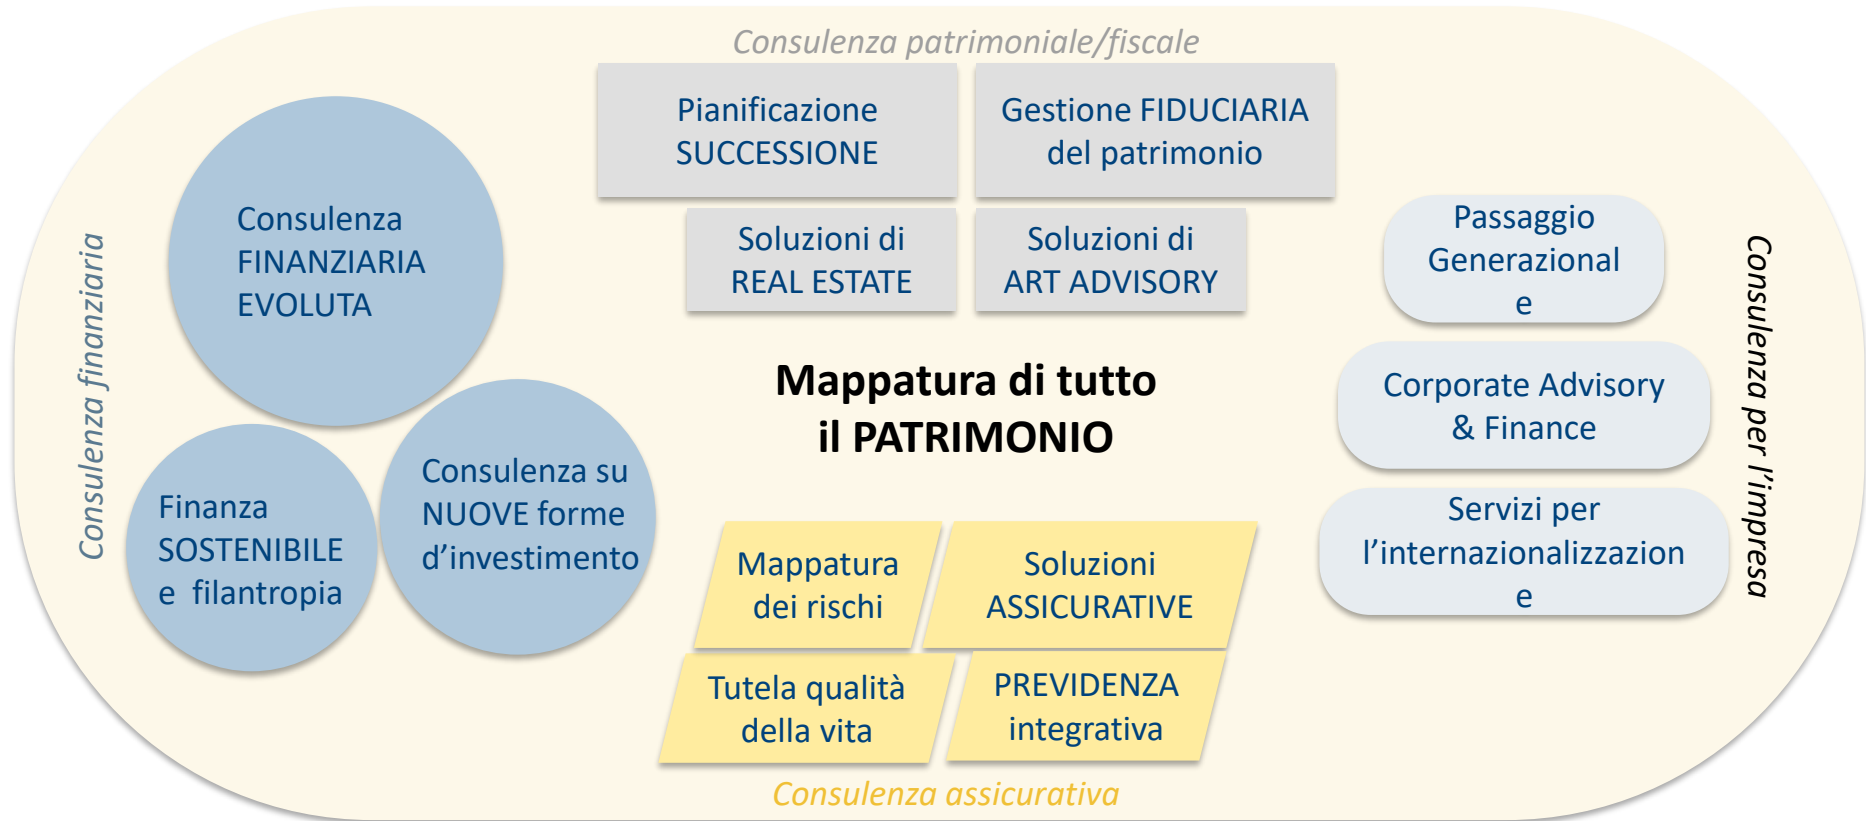 Consulenza patrimoniale/fiscale
Pianificazione
SUCCESSIONE
Gestione FIDUCIARIA
del patrimonio
Soluzioni di
REAL ESTATE
Soluzioni di
ART ADVISORY
Consulenza finanziaria
Consulenza
FINANZIARIA
EVOLUTA
Finanza
SOSTENIBILE
e filantropia
Consulenza su
NUOVE forme
d’investimento
Mappatura di tutto
il PATRIMONIO
Passaggio
Generazional
e
Corporate Advisory
& Finance
Servizi per
l’internazionalizzazion
e
Consulenza per l’impresa
Mappatura
dei rischi
Soluzioni
ASSICURATIVE
Tutela qualità
della vita
PREVIDENZA
integrativa
Consulenza assicurativa